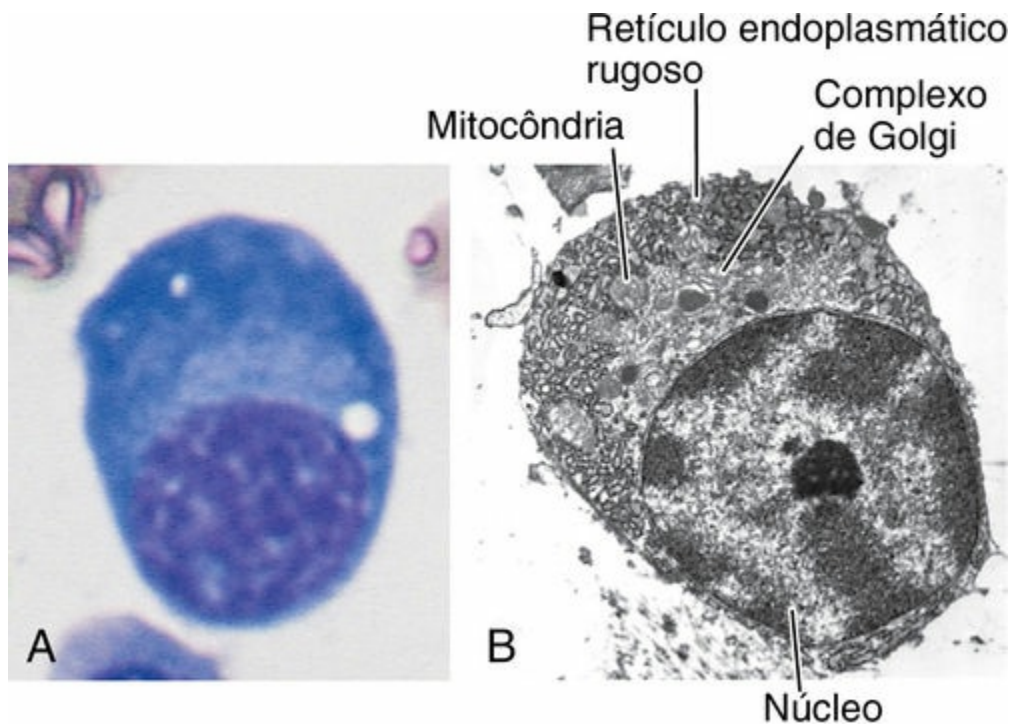 Retículo endoplasmático
rugoso
Complexo
de Golgi
Mitocôndria
A
B
Núcleo